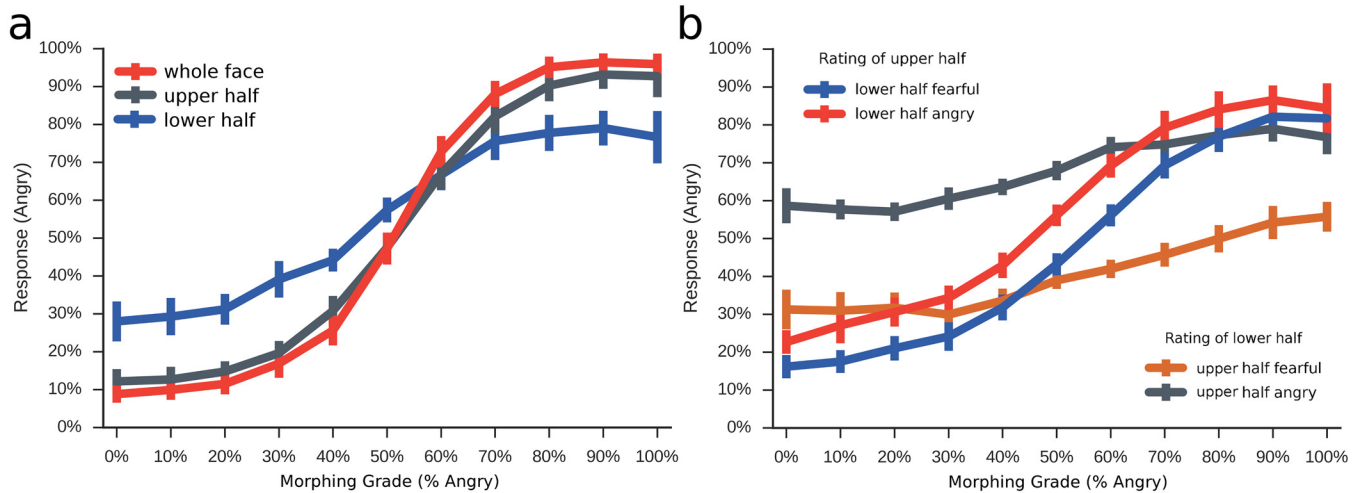 a
100%
90%
80%
70%
60%
50%
40%
30%
20%
10%
0%
Response (Angry)
whole face
upper half
lower half
0% 10% 20% 30% 40% 50% 60% 70% 80% 90% 100%
Morphing Grade (% Angry)
b
100%
90%
80%
70%
60%
50%
40%
30%
20%
10%
0%
Response (Angry)
Rating of upper half
lower half fearful
lower half angry
Rating of lower half
upper half fearful
upper half angry
0% 10% 20% 30% 40% 50% 60% 70% 80% 90% 100%
Morphing Grade (% Angry)